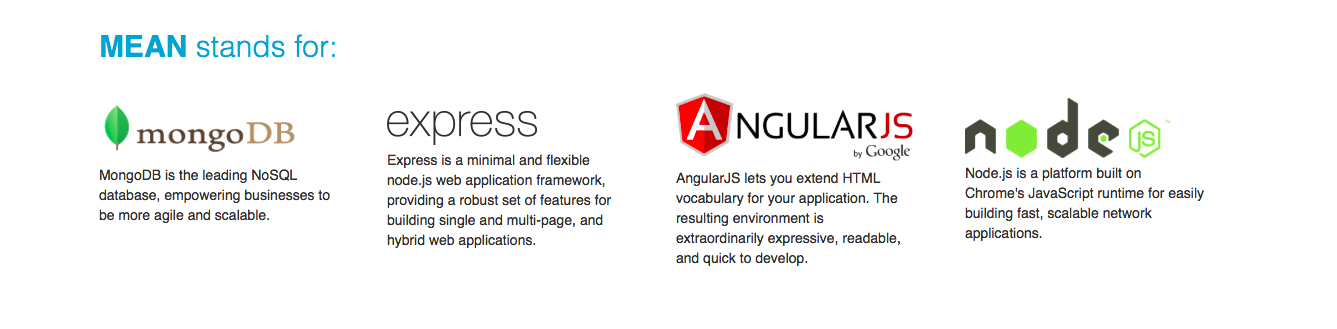 MEAN stands for:
mongoDB
MongoDB is the leading NoSQL
database, empowering businesses to
be more agile and scalable.
express
Express is a minimal and flexible
node.js web application framework,
providing a robust set of features for
building single and multi-page, and
hybrid web applications.
ANGULARJS
by Google
AngularJS lets you extend HTML
vocabulary for your application. The
resulting environment is
extraordinarily expressive, readable,
and quick to develop.
node JS ™
Node.js is a platform built on
Chrome's JavaScript runtime for easily
building fast, scalable network
applications.